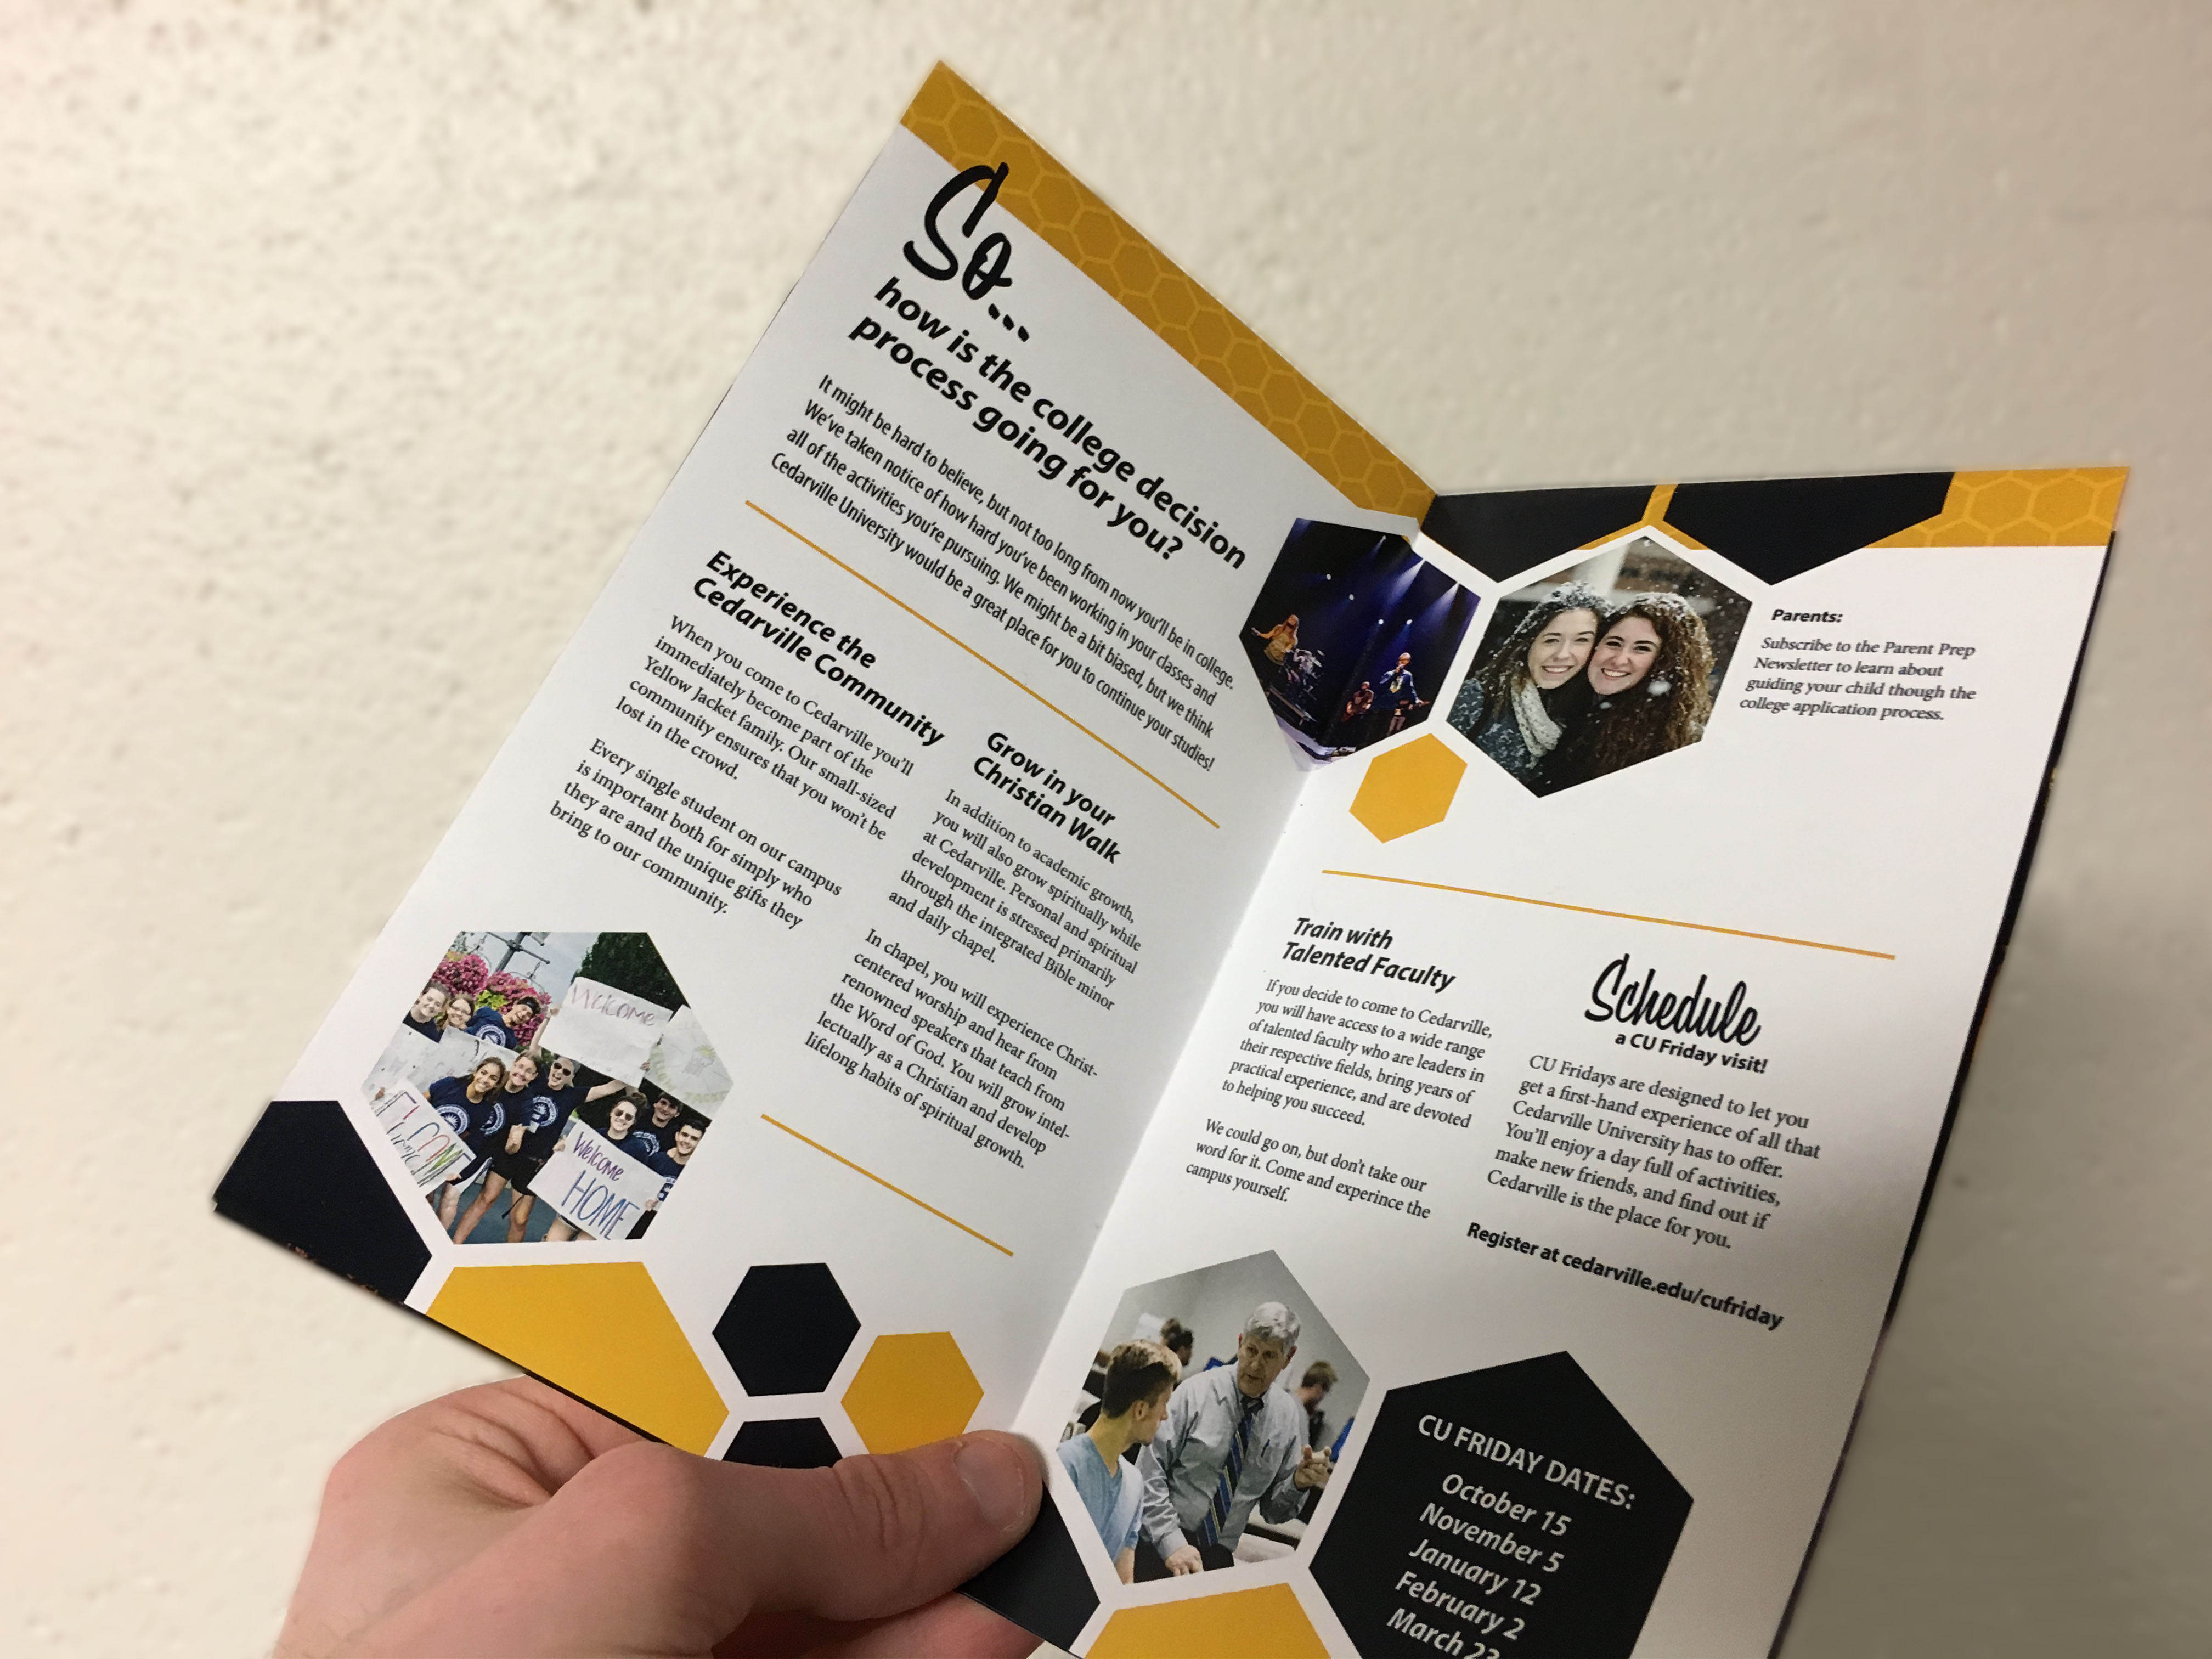 So...
how is the college decision
process going for you?
It might be hard to believe, but not too long from now you'll be in college.
We've taken notice of how hard you've been working in your classes and
all of the activities you're pursuing. We might be a bit biased, but we think
Cedarville University would be a great place for you to continue your studies!
Experience the
Cedarville Community
When you come to Cedarville you'll
immediately become part of the
Yellow Jacket family. Our small-sized
community ensures that you won't be
lost in the crowd.
Every single student on our campus
is important both for simply who
they are and the unique gifts they
bring to our community.
Grow in your
Christian Walk
In addition to academic growth,
you will also grow spiritually while
at Cedarville. Personal and spiritual
development is stressed primarily
through the integrated Bible minor
and daily chapel.
In chapel, you will experience Christ-
centered worship and hear from
renowned speakers that teach from
the Word of God. You will grow intel-
lectually as a Christian and develop
lifelong habits of spiritual growth.
Welcome
WELCOME
Home
Welcome
HOME
Parents:
Subscribe to the Parent Prep
Newsletter to learn about
guiding your child though the
college application process.
Train with
Talented Faculty
If you decide to come to Cedarville,
you will have access to a wide range
of talented faculty who are leaders in
their respective fields, bring years of
practical experience, and are devoted
to helping you succeed.
We could go on, but don't take our
word for it. Come and experince the
campus yourself.
Schedule
a CU Friday visit!
CU Fridays are designed to let you
get a first-hand experience of all that
Cedarville University has to offer.
You'll enjoy a day full of activities,
make new friends, and find out if
Cedarville is the place for you.
Register at cedarville.edu/cufriday
CU FRIDAY DATES:
October 15
November 5
January 12
February 2
March 23